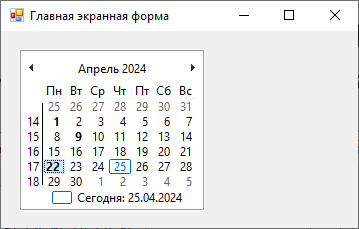 Главная экранная форма
Апрель 2024
Пн Вт Ср Чт Пт Сб Вс
25 26 27 28 29 30 31
14 1 2 3 4 5 6 7
15 8 9 10 11 12 13 14
16 15 16 17 18 19 20 21
17 22 23 24 25 26 27 28
18 29 30 1 2 3 4 5
Сегодня: 25.04.2024